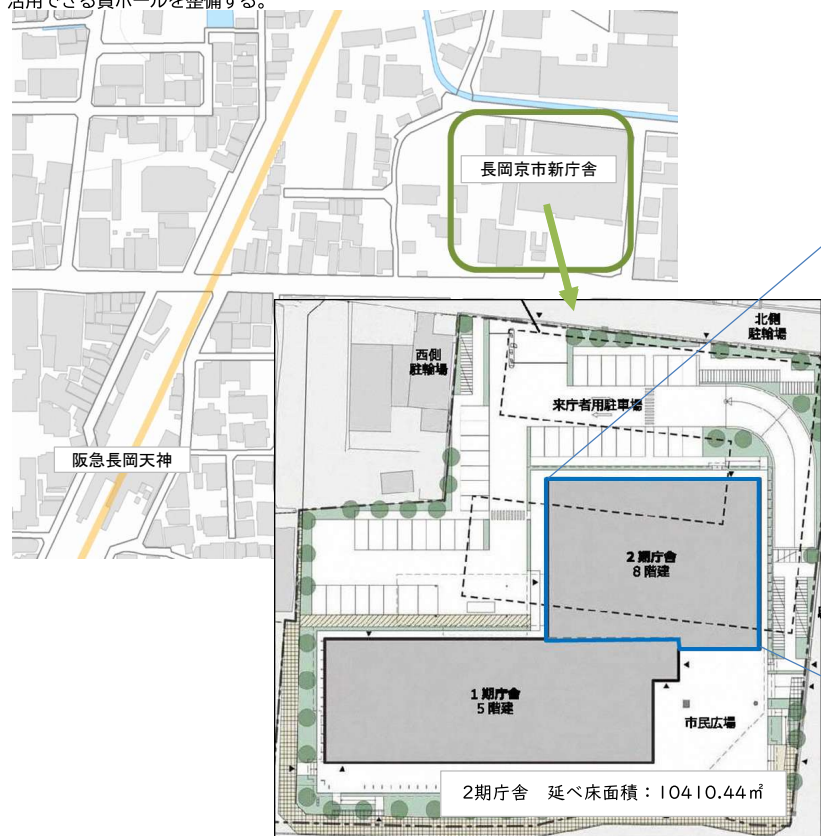 活用できる貸ホールを整備する。
長岡京市新庁舎
阪急長岡天神
北側
駐輪場
西側
駐輪場
来庁者用駐車場
2期庁舎
8階建
1期庁舎
5階建
市民広場
2期庁舎　延べ床面積：10410.44㎡